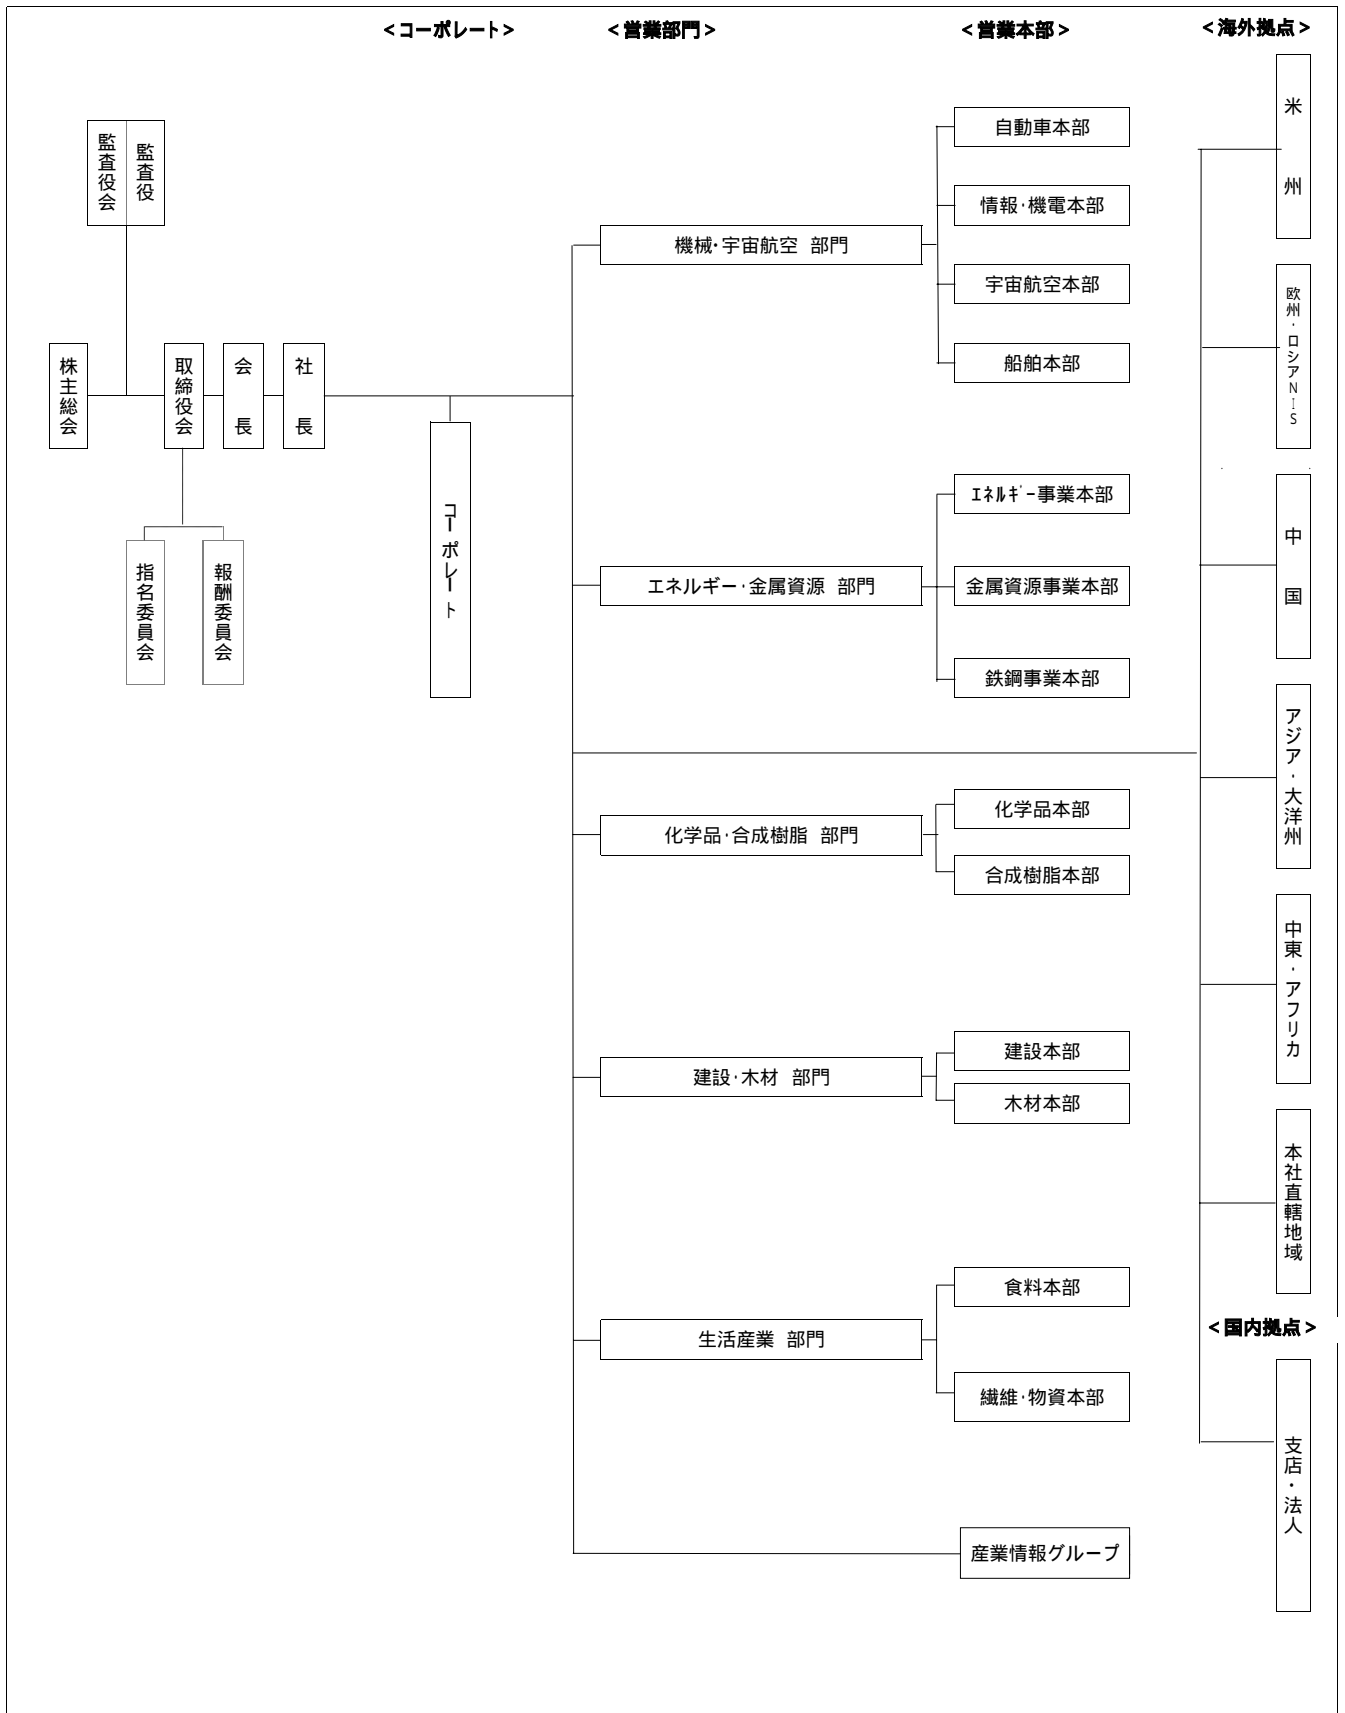 <コーポレート>
<営業部門>
<営業本部>
<海外拠点>
監査役会
監査役
株主総会
取締役会
会長
社長
指名委員会
報酬委員会
コーポレート
機械・宇宙航空 部門
自動車本部
情報・機電本部
宇宙航空本部
船舶本部
エネルギー・金属資源 部門
エネルギー事業本部
金属資源事業本部
鉄鋼事業本部
化学品・合成樹脂 部門
化学品本部
合成樹脂本部
建設・木材 部門
建設本部
木材本部
生活産業 部門
食料本部
繊維・物資本部
産業情報グループ
米州
欧州・ロシアNIS
中国
アジア・大洋州
中東・アフリカ
本社直轄地域
<国内拠点>
支店・法人